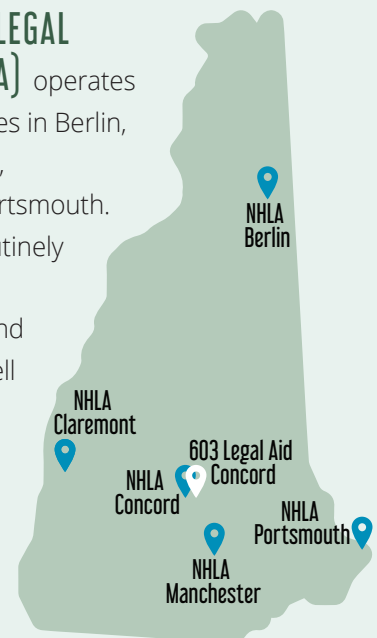 LEGAL
A) operates
es in Berlin,
,
rtsmouth.
utinely
nd
ell
NHLA
Berlin
NHLA
Claremont
603 Legal Aid
Concord
NHLA
Concord
NHLA
Portsmouth
NHLA
Manchester